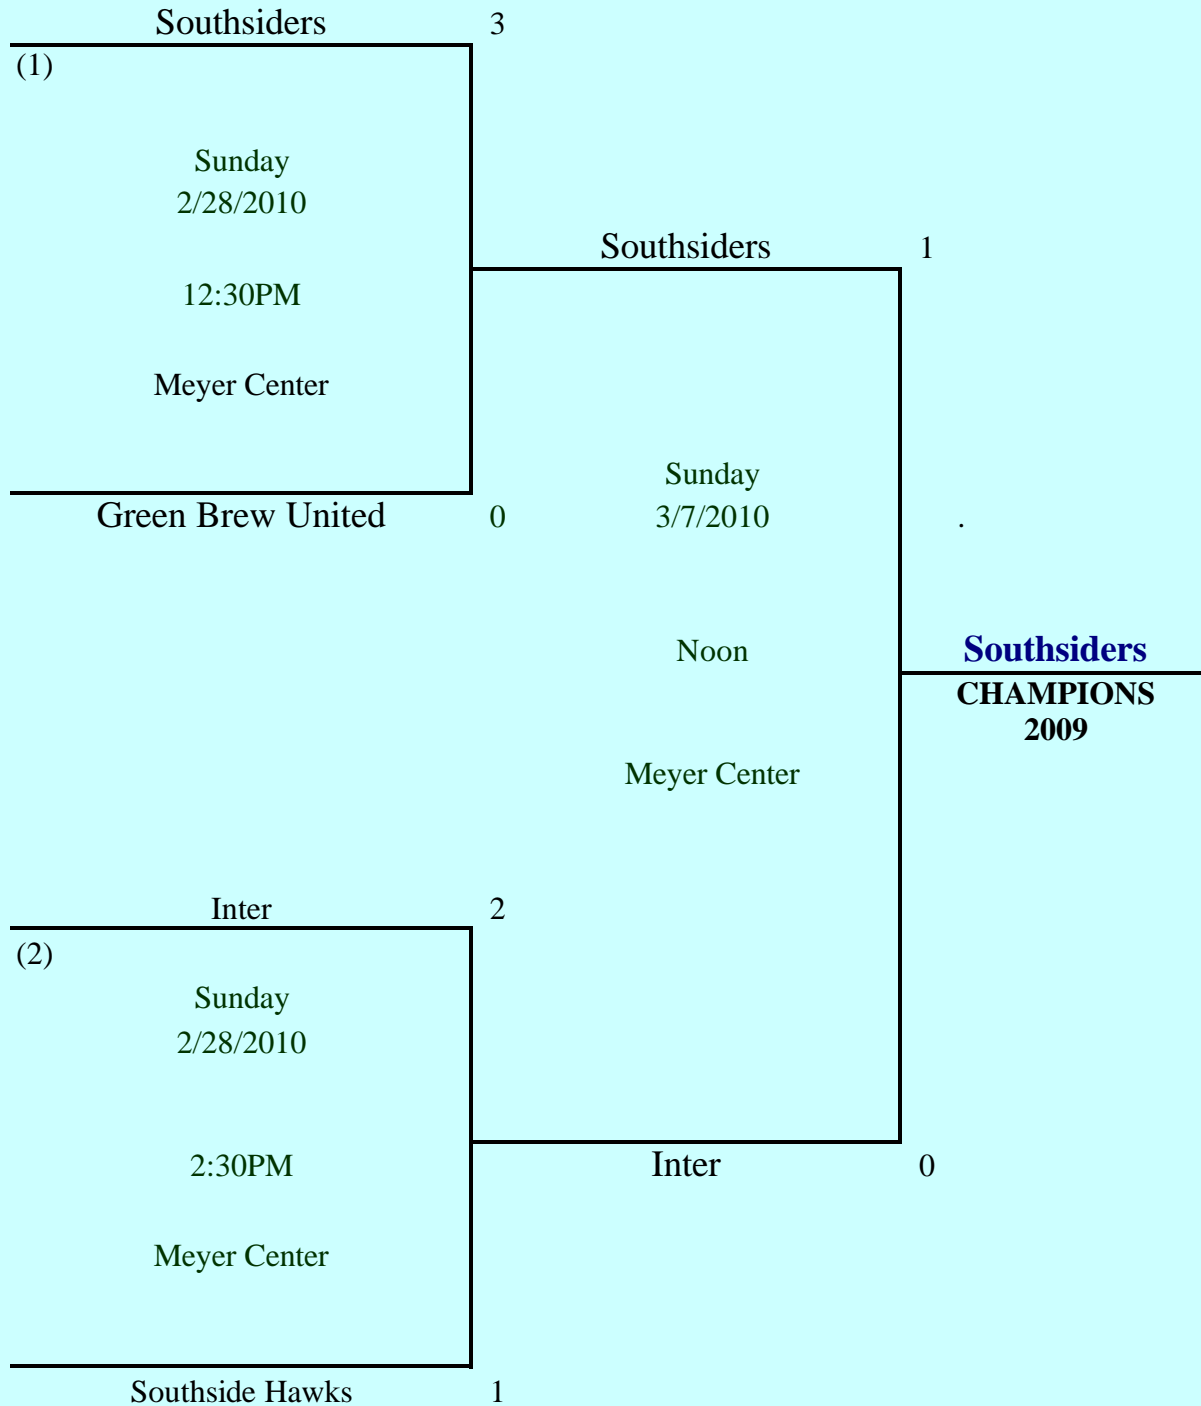 Southsiders 3
(1)
Sunday
2/28/2010
Southsiders 1
12:30PM
Meyer Center
Sunday
Green Brew United 0
3/7/2010 .
Noon
Southsiders
CHAMPIONS
2009
Meyer Center
Inter 2
(2)
Sunday
2/28/2010
2:30PM
Inter 0
Meyer Center
Southside Hawks 1